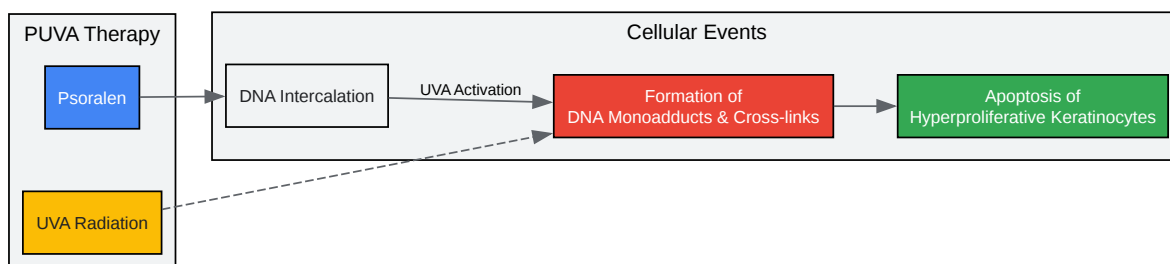 PUVA Therapy
Psoralen
UVA Radiation
Cellular Events
DNA Intercalation
UVA Activation
Formation of
DNA Monoadducts & Cross-links
Apoptosis of
Hyperproliferative Keratinocytes